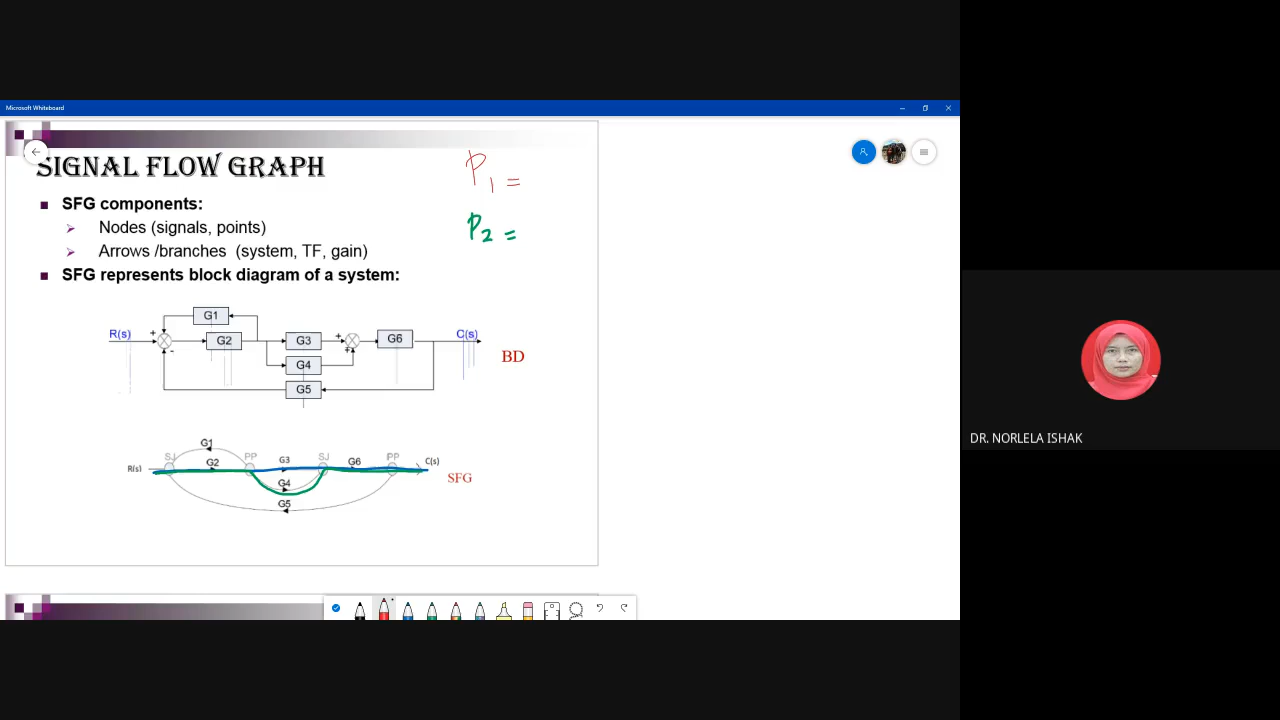 Microsoft Whiteboard
SIGNAL FLOW GRAPH
P1 =
P2 =
SFG components:
Nodes (signals, points)
Arrows /branches (system, TF, gain)
SFG represents block diagram of a system:
G1
R(s) + G2 G3 + G6 C(s)
- +
G4
BD
G5
G1
SJ PP SJ PP
R(s) G2 G3 G6 C(s)
G4 SFG
G5
DR. NORLELA ISHAK